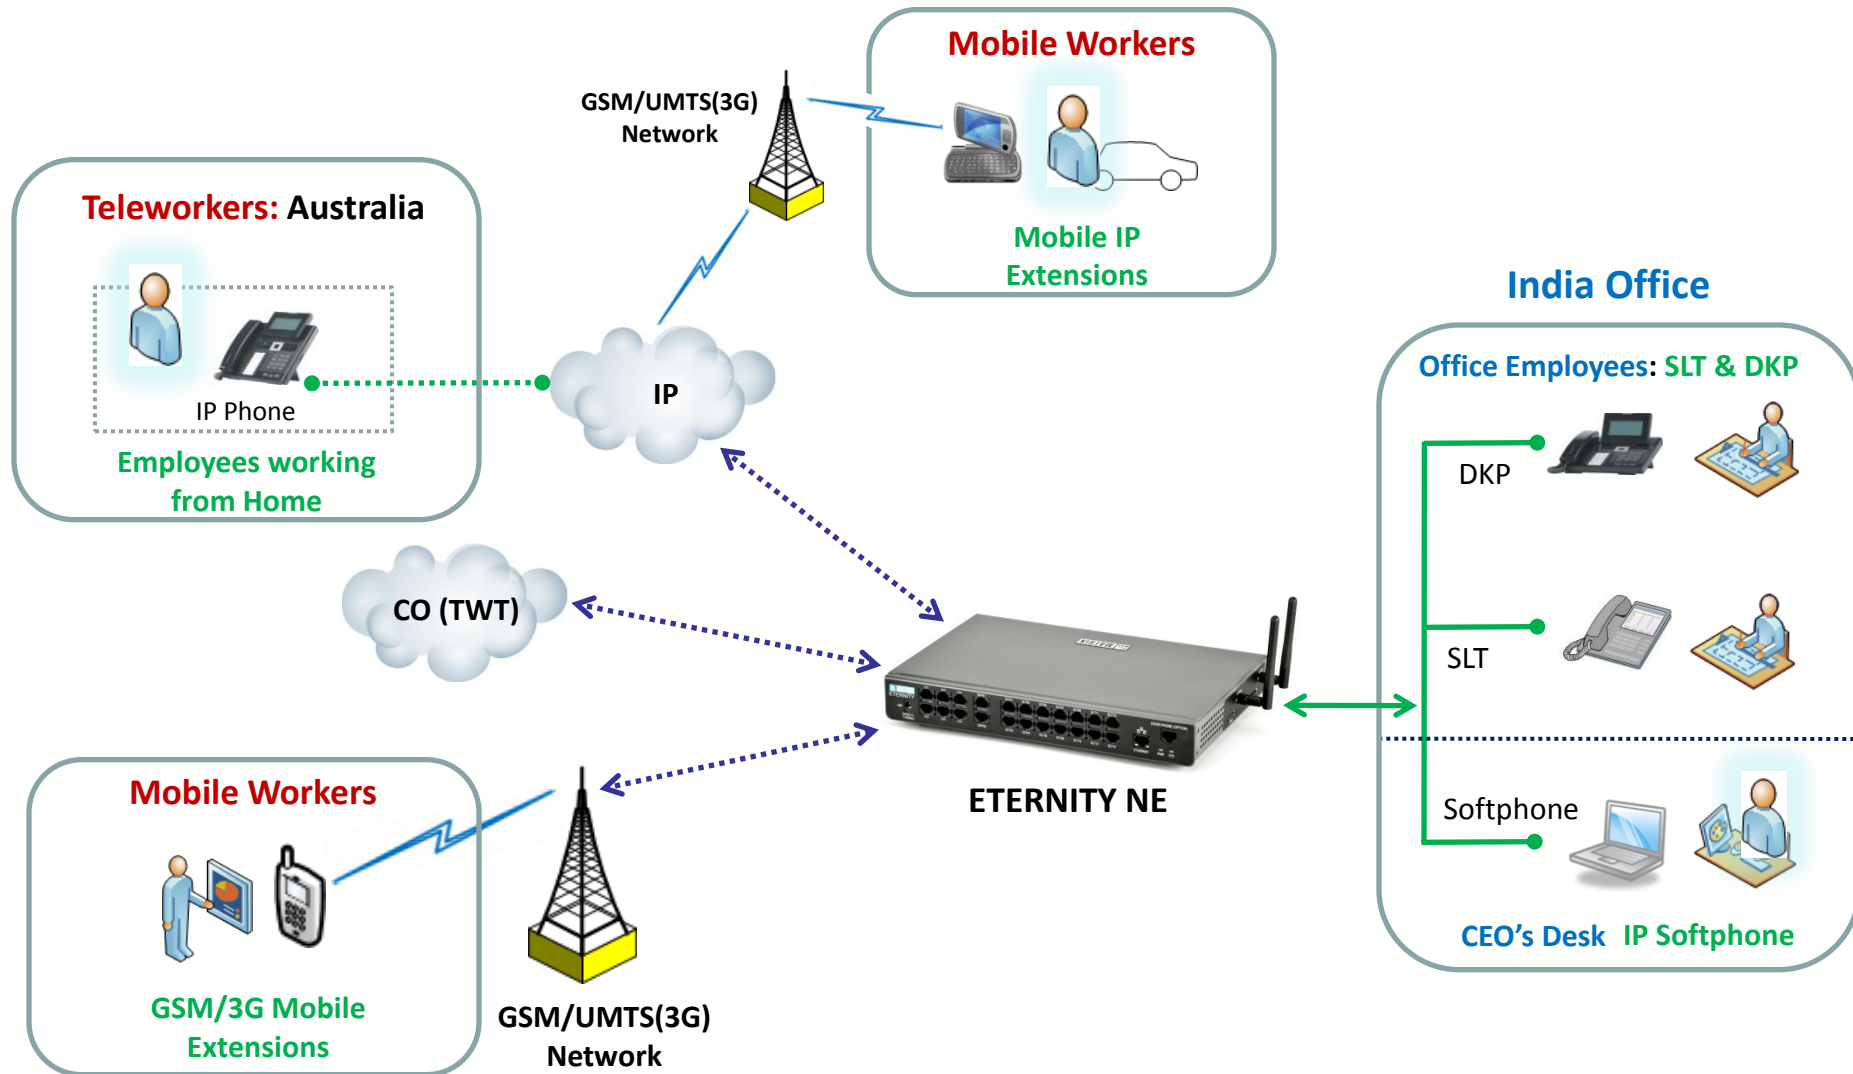 Mobile Workers
GSM/UMTS(3G)
Network
Mobile IP
Extensions
Teleworkers: Australia
IP Phone
Employees working
from Home
IP
India Office
Office Employees: SLT & DKP
DKP
SLT
Softphone
CEO’s Desk IP Softphone
CO (TWT)
ETERNITY
ETERNITY NE
Mobile Workers
GSM/3G Mobile
Extensions
GSM/UMTS(3G)
Network